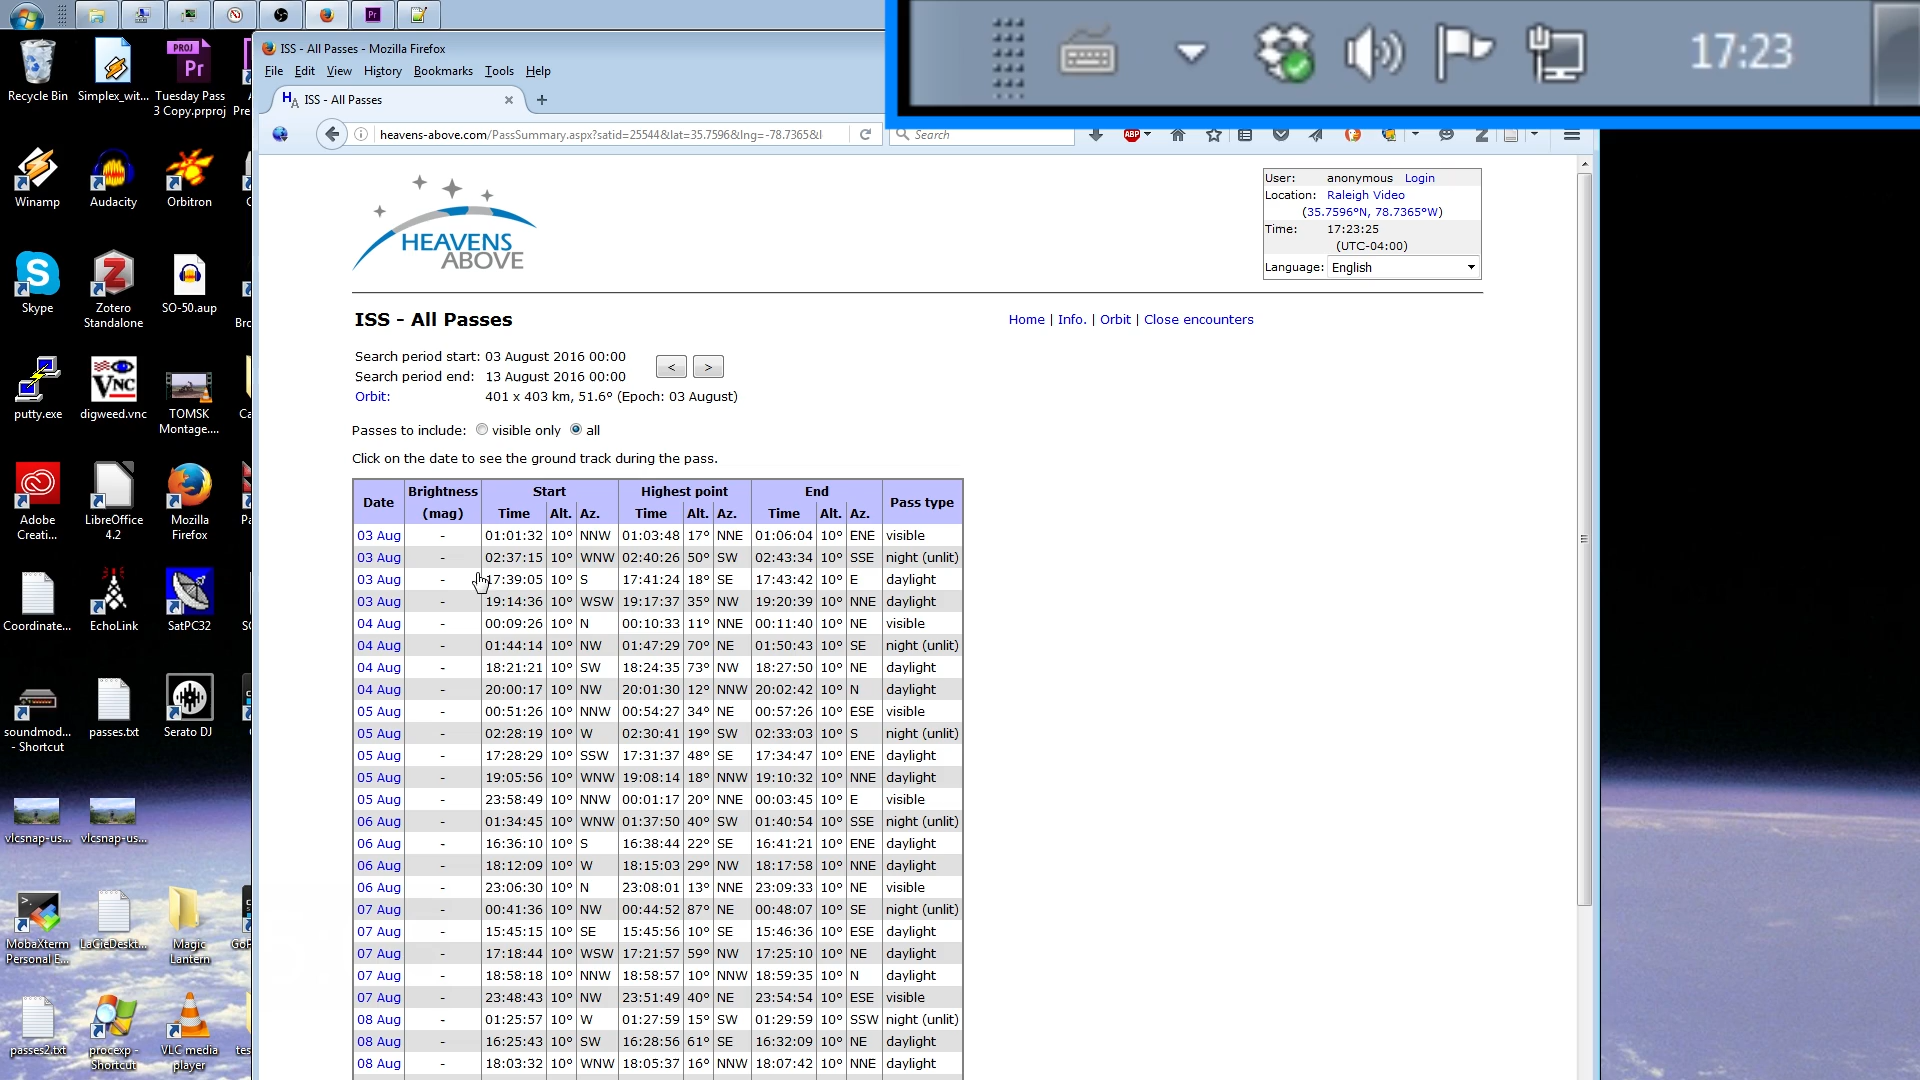 17:23
ISS - All Passes - Mozilla Firefox
File Edit View History Bookmarks Tools Help
ISS - All Passes
heavens-above.com/PassSummary.aspx?satid=25544&lat=35.7596&lng=-78.7365&l
Search
ABP
Recycle Bin
Simplex_wit...
Tuesday Pass
3 Copy.prproj
Winamp
Audacity
Orbitron
Skype
Zotero
Standalone
SO-50.aup
putty.exe
digweed.vnc
TOMSK
Montage....
Adobe
Creati...
LibreOffice
4.2
Mozilla
Firefox
Coordinate...
EchoLink
SatPC32
soundmod...
- Shortcut
passes.txt
Serato DJ
vlcsnap-us...
vlcsnap-us...
MobaXterm
Personal E...
LaCieDeskt...
Magic
Lantern
passes2.txt
procexp -
Shortcut
VLC media
player
HEAVENS
ABOVE
User: anonymous Login
Location: Raleigh Video
(35.7596°N, 78.7365°W)
Time: 17:23:25
(UTC-04:00)
Language: English
ISS - All Passes
Home | Info. | Orbit | Close encounters
Search period start: 03 August 2016 00:00
Search period end: 13 August 2016 00:00
< >
Orbit: 401 x 403 km, 51.6° (Epoch: 03 August)
Passes to include: visible only all
Click on the date to see the ground track during the pass.
Date Brightness (mag) Start Highest point End Pass type
Time Alt. Az. Time Alt. Az. Time Alt. Az.
03 Aug - 01:01:32 10° NNW 01:03:48 17° NNE 01:06:04 10° ENE visible
03 Aug - 02:37:15 10° WNW 02:40:26 50° SW 02:43:34 10° SSE night (unlit)
03 Aug - 17:39:05 10° S 17:41:24 18° SE 17:43:42 10° E daylight
03 Aug - 19:14:36 10° WSW 19:17:37 35° NW 19:20:39 10° NNE daylight
04 Aug - 00:09:26 10° N 00:10:33 11° NNE 00:11:40 10° NE visible
04 Aug - 01:44:14 10° NW 01:47:29 70° NE 01:50:43 10° SE night (unlit)
04 Aug - 18:21:21 10° SW 18:24:35 73° NW 18:27:50 10° NE daylight
04 Aug - 20:00:17 10° NW 20:01:30 12° NNW 20:02:42 10° N daylight
05 Aug - 00:51:26 10° NNW 00:54:27 34° NE 00:57:26 10° ESE visible
05 Aug - 02:28:19 10° W 02:30:41 19° SW 02:33:03 10° S night (unlit)
05 Aug - 17:28:29 10° SSW 17:31:37 48° SE 17:34:47 10° ENE daylight
05 Aug - 19:05:56 10° WNW 19:08:14 18° NNW 19:10:32 10° NNE daylight
05 Aug - 23:58:49 10° NNW 00:01:17 20° NNE 00:03:45 10° E visible
06 Aug - 01:34:45 10° WNW 01:37:50 40° SW 01:40:54 10° SSE night (unlit)
06 Aug - 16:36:10 10° S 16:38:44 22° SE 16:41:21 10° ENE daylight
06 Aug - 18:12:09 10° W 18:15:03 29° NW 18:17:58 10° NNE daylight
06 Aug - 23:06:30 10° N 23:08:01 13° NNE 23:09:33 10° NE visible
07 Aug - 00:41:36 10° NW 00:44:52 87° NE 00:48:07 10° SE night (unlit)
07 Aug - 15:45:15 10° SE 15:45:56 10° SE 15:46:36 10° ESE daylight
07 Aug - 17:18:44 10° WSW 17:21:57 59° NW 17:25:10 10° NE daylight
07 Aug - 18:58:18 10° NNW 18:58:57 10° NNW 18:59:35 10° N daylight
07 Aug - 23:48:43 10° NW 23:51:49 40° NE 23:54:54 10° ESE visible
08 Aug - 01:25:57 10° W 01:27:59 15° SW 01:29:59 10° SSW night (unlit)
08 Aug - 16:25:43 10° SW 16:28:56 61° SE 16:32:09 10° NE daylight
08 Aug - 18:03:32 10° WNW 18:05:37 16° NNW 18:07:42 10° NNE daylight